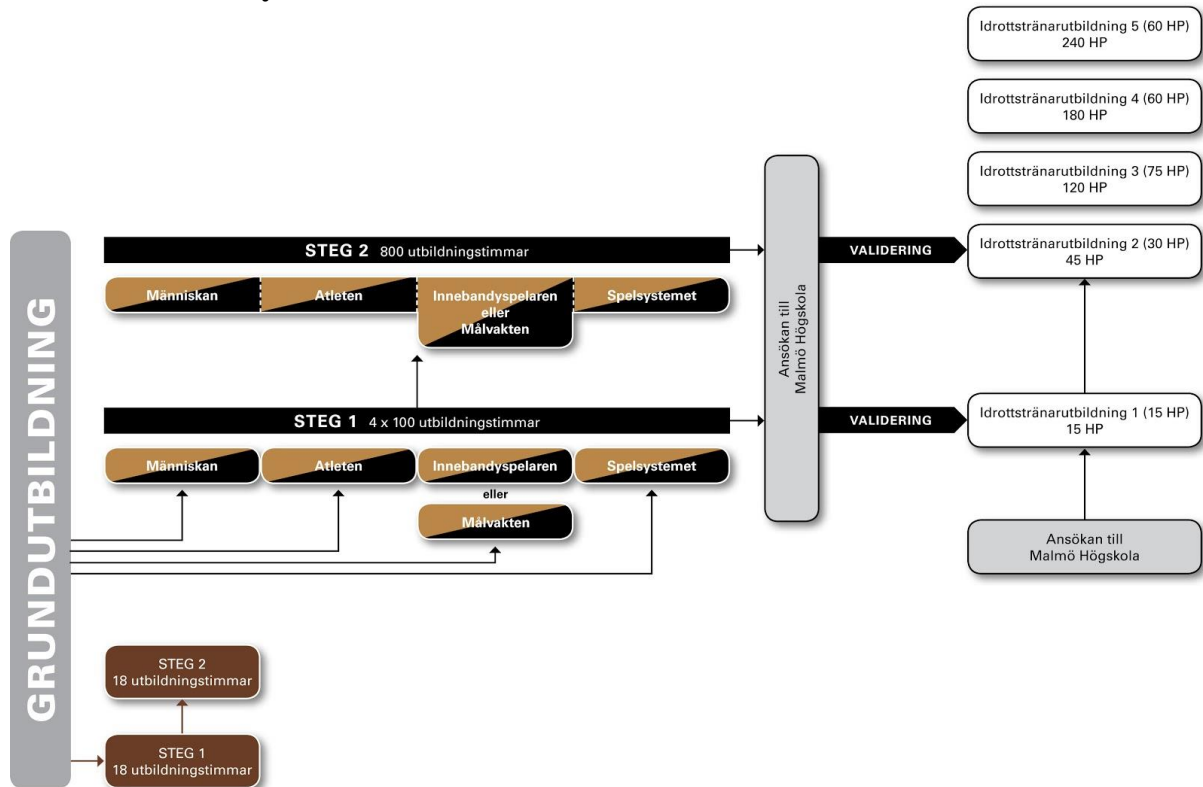 Idrottstränarutbildning 5 (60 HP)
240 HP
Idrottstränarutbildning 4 (60 HP)
180 HP
Idrottstränarutbildning 3 (75 HP)
120 HP
STEG 2 800 utbildningstimmar
VALIDERING
Idrottstränarutbildning 2 (30 HP)
45 HP
Människan
Atleten
Innebandyspelaren
eller
Målvakten
Spelsystemet
Ansökan till
Malmö Högskola
STEG 1 4 x 100 utbildningstimmar
VALIDERING
Idrottstränarutbildning 1 (15 HP)
15 HP
Människan
Atleten
Innebandyspelaren
eller
Målvakten
Spelsystemet
Ansökan till
Malmö Högskola
GRUNDUTBILDNING
STEG 2
18 utbildningstimmar
STEG 1
18 utbildningstimmar